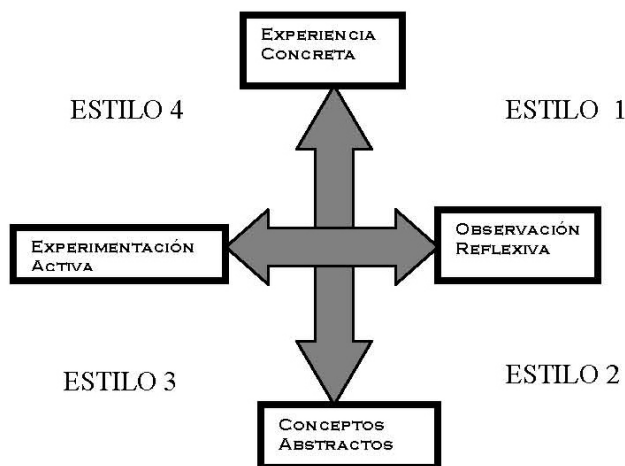 EXPERIENCIA
CONCRETA
ESTILO 4
ESTILO 1
EXPERIMENTACIÓN
ACTIVA
OBSERVACIÓN
REFLEXIVA
ESTILO 3
ESTILO 2
CONCEPTOS
ABSTRACTOS